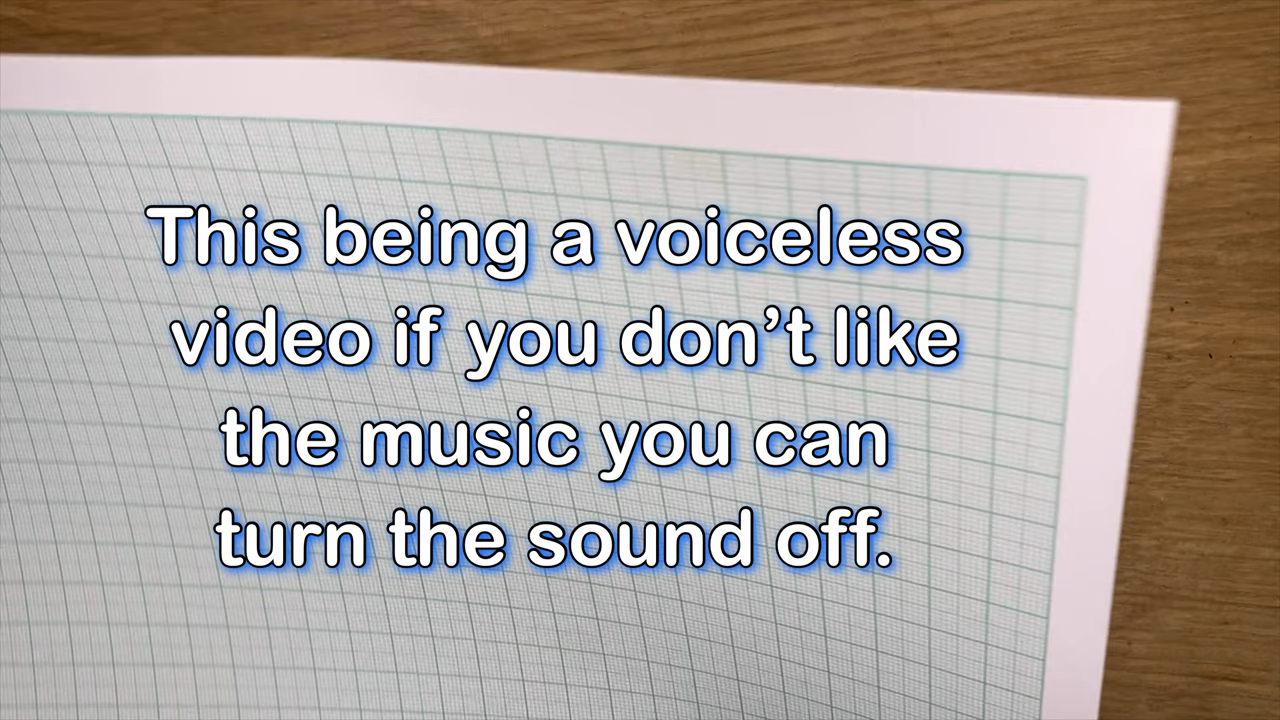 This being a voiceless
video if you don’t like
the music you can
turn the sound off.